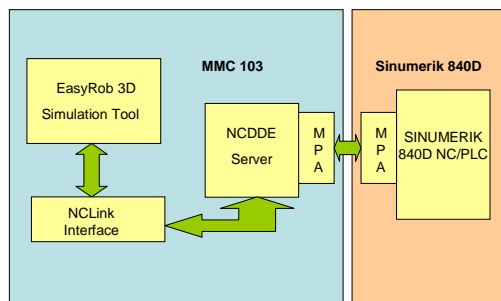 MMC 103
EasyRob 3D
Simulation Tool
NCLink
Interface
NCDDE
Server
M
P
A
Sinumerik 840D
M
P
A
SINUMERIK
840D NC/PLC